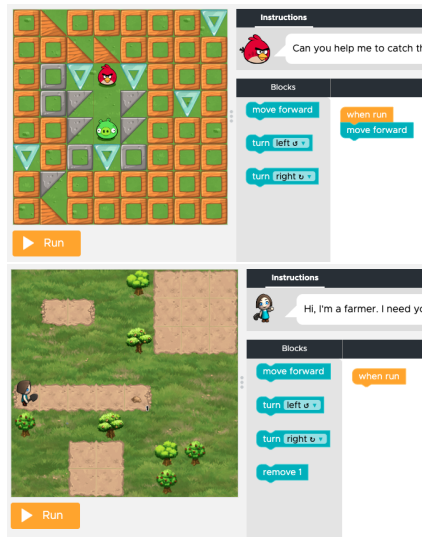 Instructions
Can you help me to catch th
Blocks
move forward
when run
move forward
turn left ↺ ▼
turn right ↻ ▼
Run
Instructions
Hi, I'm a farmer. I need yo
Blocks
move forward
when run
turn left ↺ ▼
turn right ↻ ▼
remove 1
1
Run